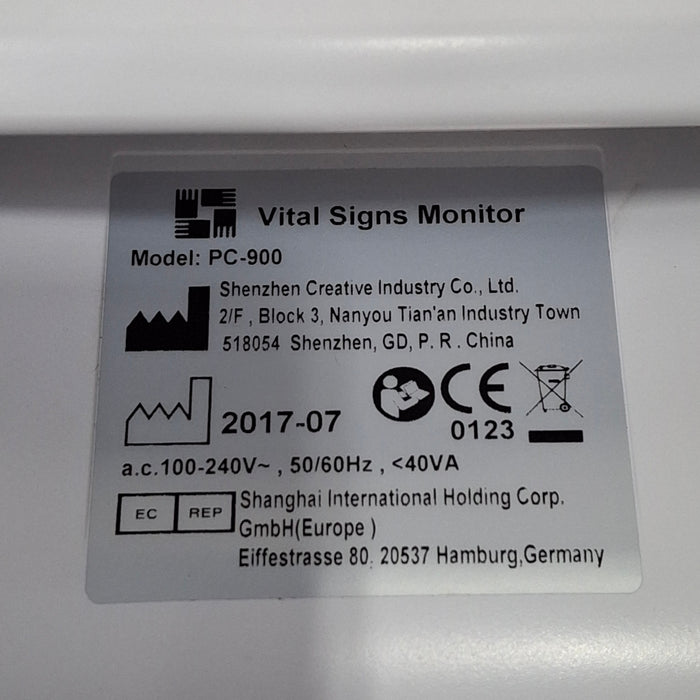 Vital Signs Monitor
Model: PC-900
Shenzhen Creative Industry Co., Ltd.
2/F , Block 3, Nanyou Tian'an Industry Town
518054 Shenzhen, GD, P. R . China
2017-07
CE
0123
a.c.100-240V~ , 50/60Hz , <40VA
EC REP
Shanghai International Holding Corp.
GmbH(Europe )
Eiffestrasse 80, 20537 Hamburg,Germany